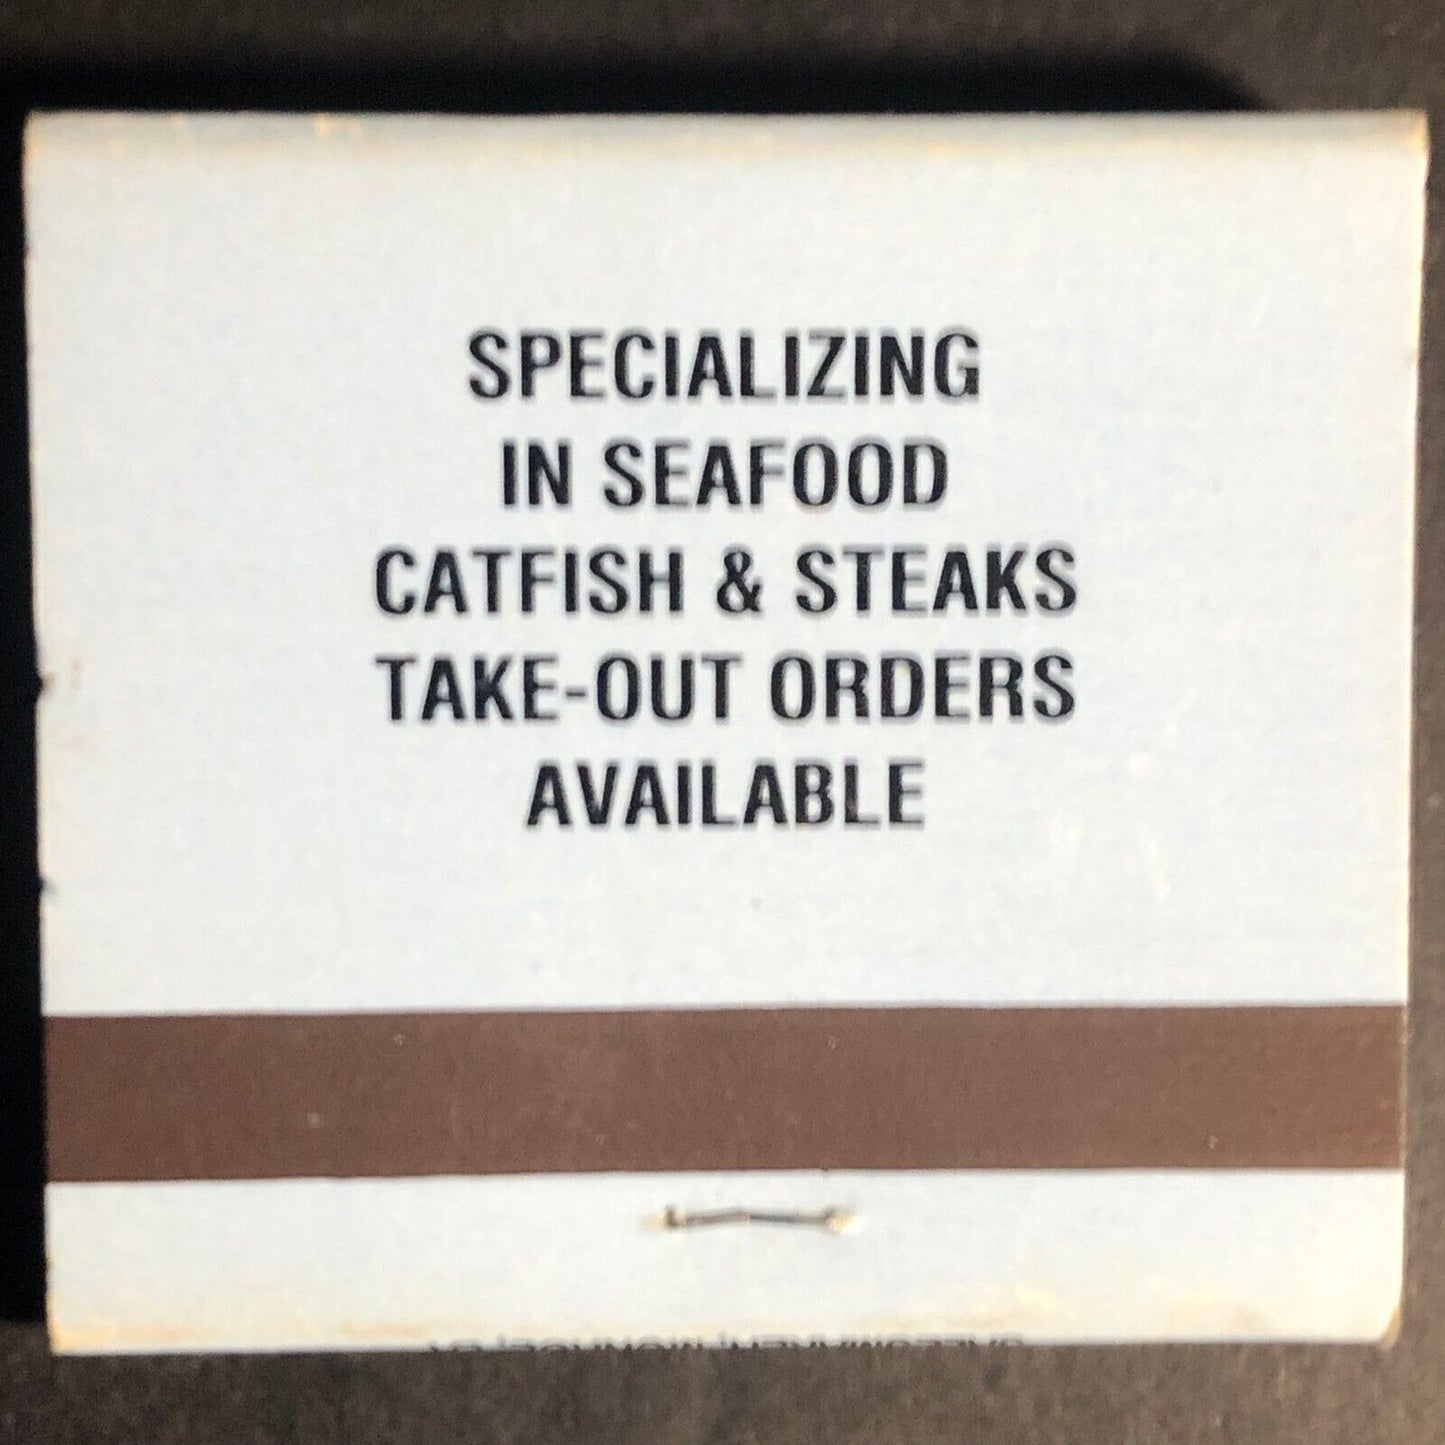 SPECIALIZING
IN SEAFOOD
CATFISH & STEAKS
TAKE-OUT ORDERS
AVAILABLE